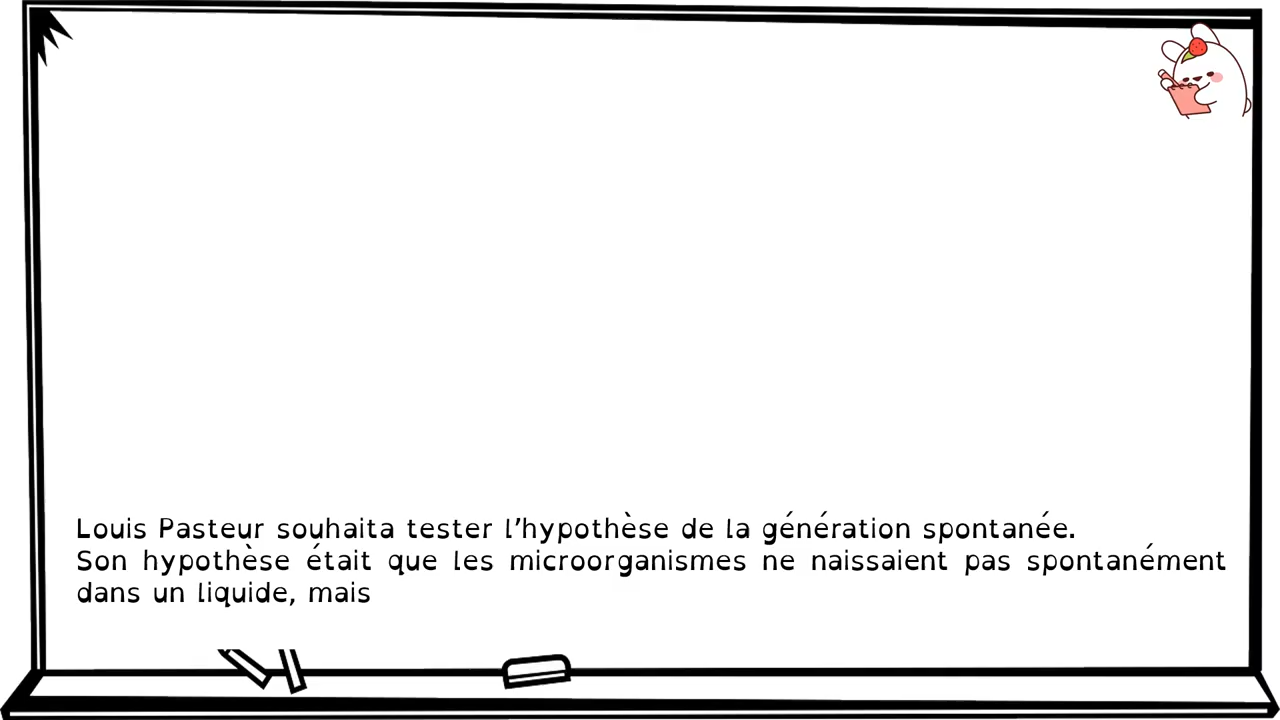 Louis Pasteur souhaita tester l’hypothèse de la génération spontanée.
Son hypothèse était que les microorganismes ne naissaient pas spontanément
dans un liquide, mais